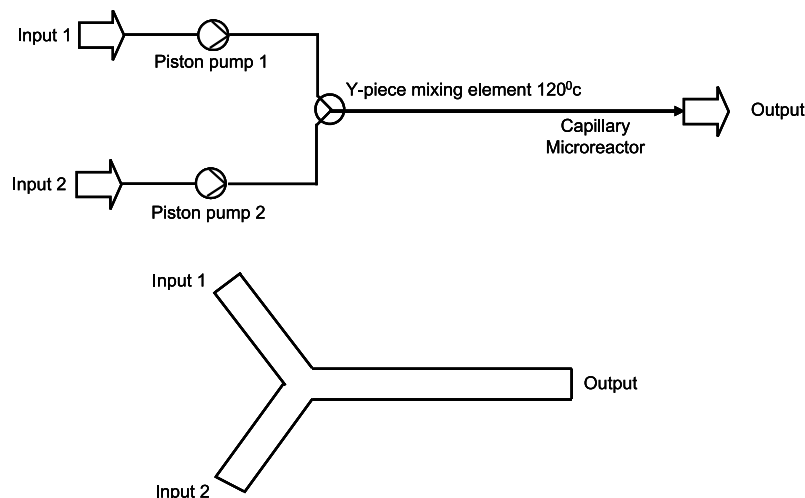 Input 1
Piston pump 1
Y-piece mixing element 120⁰c
Capillary
Microreactor
Output
Input 2
Piston pump 2
Input 1
Output
Input 2